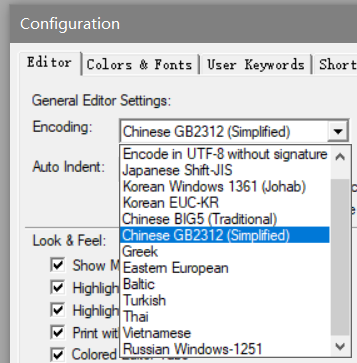 Configuration
Editor Colors & Fonts User Keywords Short
General Editor Settings:
Encoding: Chinese GB2312 (Simplified)
Auto Indent:
Encode in UTF-8 without signature
Japanese Shift-JIS
Korean Windows 1361 (Johab)
Korean EUC-KR
Chinese BIG5 (Traditional)
Chinese GB2312 (Simplified)
Greek
Eastern European
Baltic
Turkish
Thai
Vietnamese
Russian Windows-1251
Look & Feel:
Show M
Highligh
Highligh
Print wit
Colored